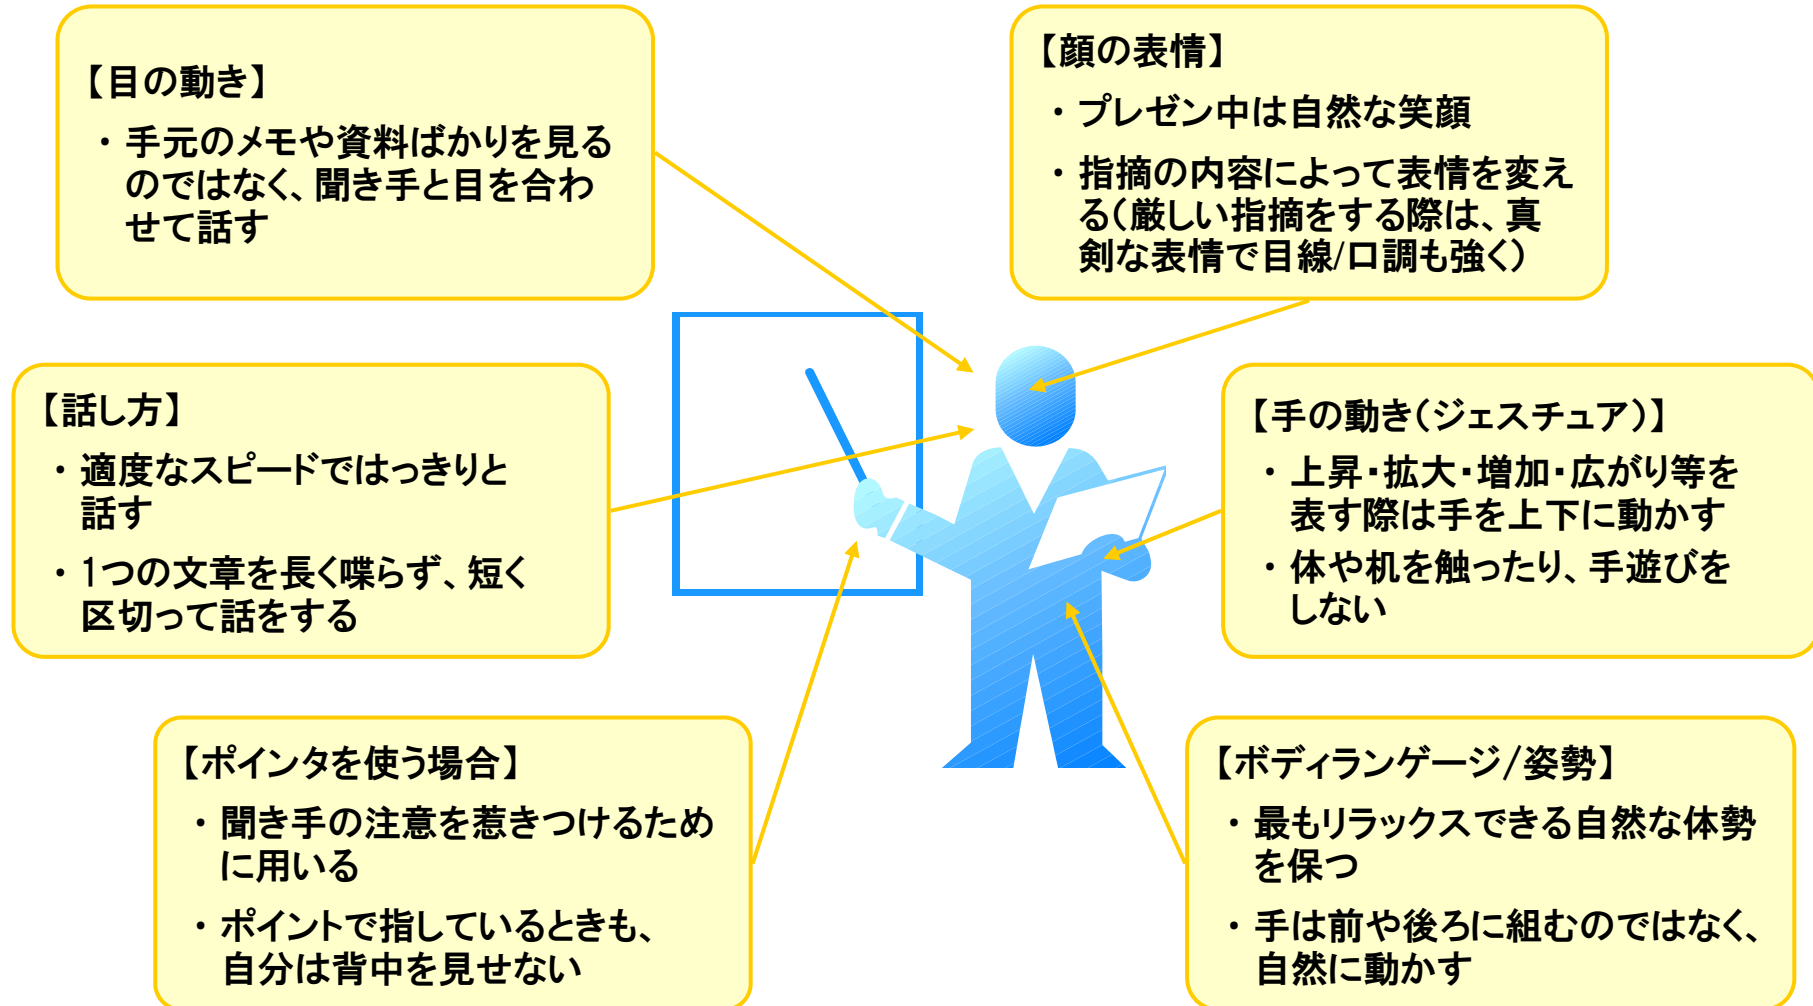 【目の動き】
・手元のメモや資料ばかりを見る
のではなく、聞き手と目を合わ
せて話す
【顔の表情】
・プレゼン中は自然な笑顔
・指摘の内容によって表情を変え
る（厳しい指摘をする際は、真
剣な表情で目線/口調も強く）
【話し方】
・適度なスピードではっきりと
話す
・1つの文章を長く喋らず、短く
区切って話をする
【手の動き（ジェスチュア）】
・上昇・拡大・増加・広がり等を
表す際は手を上下に動かす
・体や机を触ったり、手遊びを
しない
【ポインタを使う場合】
・聞き手の注意を惹きつけるため
に用いる
・ポイントで指しているときも、
自分は背中を見せない
【ボディランゲージ/姿勢】
・最もリラックスできる自然な体勢
を保つ
・手は前や後ろに組むのではなく、
自然に動かす